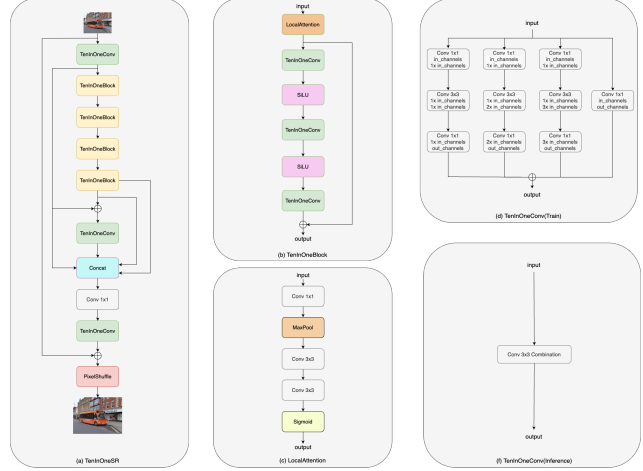 TenInOneConv
TenInOneBlock
TenInOneBlock
TenInOneBlock
TenInOneBlock
TenInOneConv
Concat
Conv 1x1
TenInOneConv
PixelShuffle
(a) TenInOneSR
input
LocalAttention
TenInOneConv
SiLU
TenInOneConv
SiLU
TenInOneConv
output
(b) TenInOneBlock
input
Conv 1x1
MaxPool
Conv 3x3
Conv 3x3
Sigmoid
output
(c) LocalAttention
input
Conv 1x1
in_channels
1x in_channels
Conv 1x1
in_channels
1x in_channels
Conv 1x1
in_channels
1x in_channels
Conv 3x3
1x in_channels
1x in_channels
Conv 3x3
1x in_channels
2x in_channels
Conv 3x3
1x in_channels
3x in_channels
Conv 1x1
in_channels
out_channels
Conv 1x1
1x in_channels
out_channels
Conv 1x1
2x in_channels
out_channels
Conv 1x1
3x in_channels
out_channels
output
(d) TenInOneConv(Train)
input
Conv 3x3 Combination
output
(f) TenInOneConv(Inference)